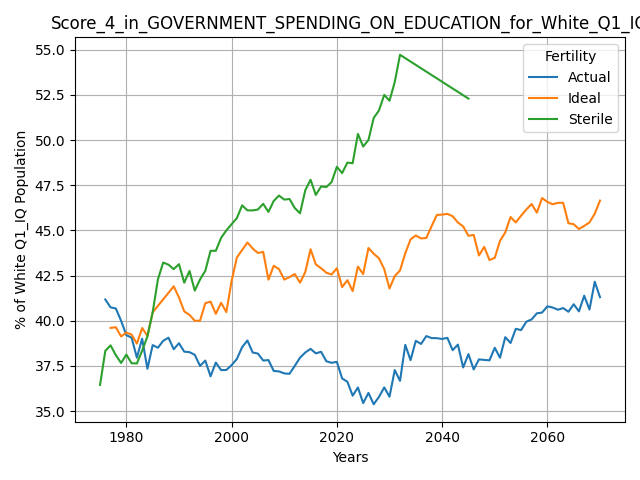 Score_4_in_GOVERNMENT_SPENDING_ON_EDUCATION_for_White_Q1_IQ
Fertility
Actual
Ideal
Sterile
% of White Q1_IQ Population
55.0
52.5
50.0
47.5
45.0
42.5
40.0
37.5
35.0
1980 2000 2020 2040 2060
Years